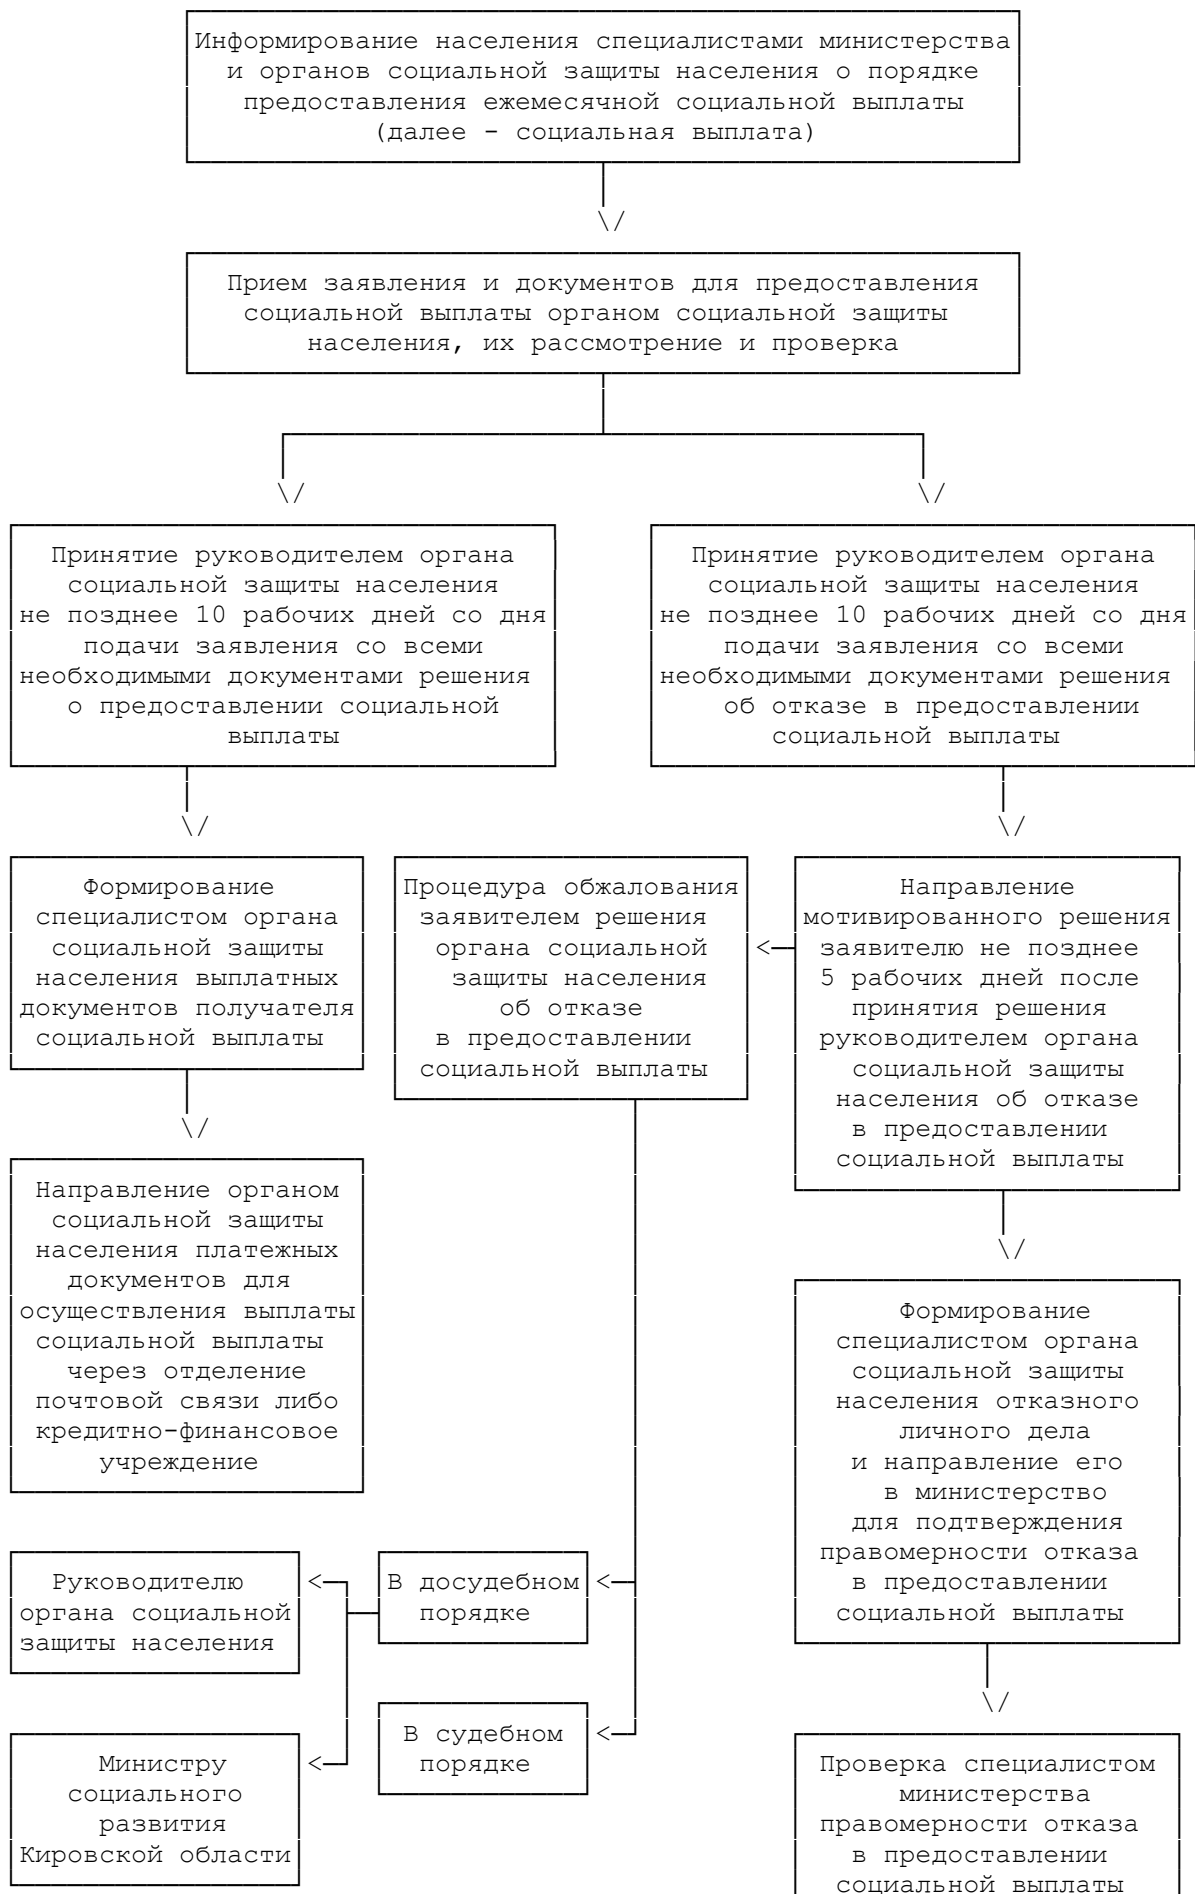 Информирование населения специалистами министерства
и органов социальной защиты населения о порядке
предоставления ежемесячной социальной выплаты
(далее - социальная выплата)
Прием заявления и документов для предоставления
социальной выплаты органом социальной защиты
населения, их рассмотрение и проверка
Принятие руководителем органа
социальной защиты населения
не позднее 10 рабочих дней со дня
подачи заявления со всеми
необходимыми документами решения
о предоставлении социальной
выплаты
Принятие руководителем органа
социальной защиты населения
не позднее 10 рабочих дней со дня
подачи заявления со всеми
необходимыми документами решения
об отказе в предоставлении
социальной выплаты
Формирование
специалистом органа
социальной защиты
населения выплатных
документов получателя
социальной выплаты
Процедура обжалования
заявителем решения
органа социальной
защиты населения
об отказе
в предоставлении
социальной выплаты
Направление
мотивированного решения
заявителю не позднее
5 рабочих дней после
принятия решения
руководителем органа
социальной защиты
населения об отказе
в предоставлении
социальной выплаты
Направление органом
социальной защиты
населения платежных
документов для
осуществления выплаты
социальной выплаты
через отделение
почтовой связи либо
кредитно-финансовое
учреждение
Формирование
специалистом органа
социальной защиты
населения отказного
личного дела
и направление его
в министерство
для подтверждения
правомерности отказа
в предоставлении
социальной выплаты
Руководителю
органа социальной
защиты населения
В досудебном
порядке
В судебном
порядке
Министру
социального
развития
Кировской области
Проверка специалистом
министерства
правомерности отказа
в предоставлении
социальной выплаты